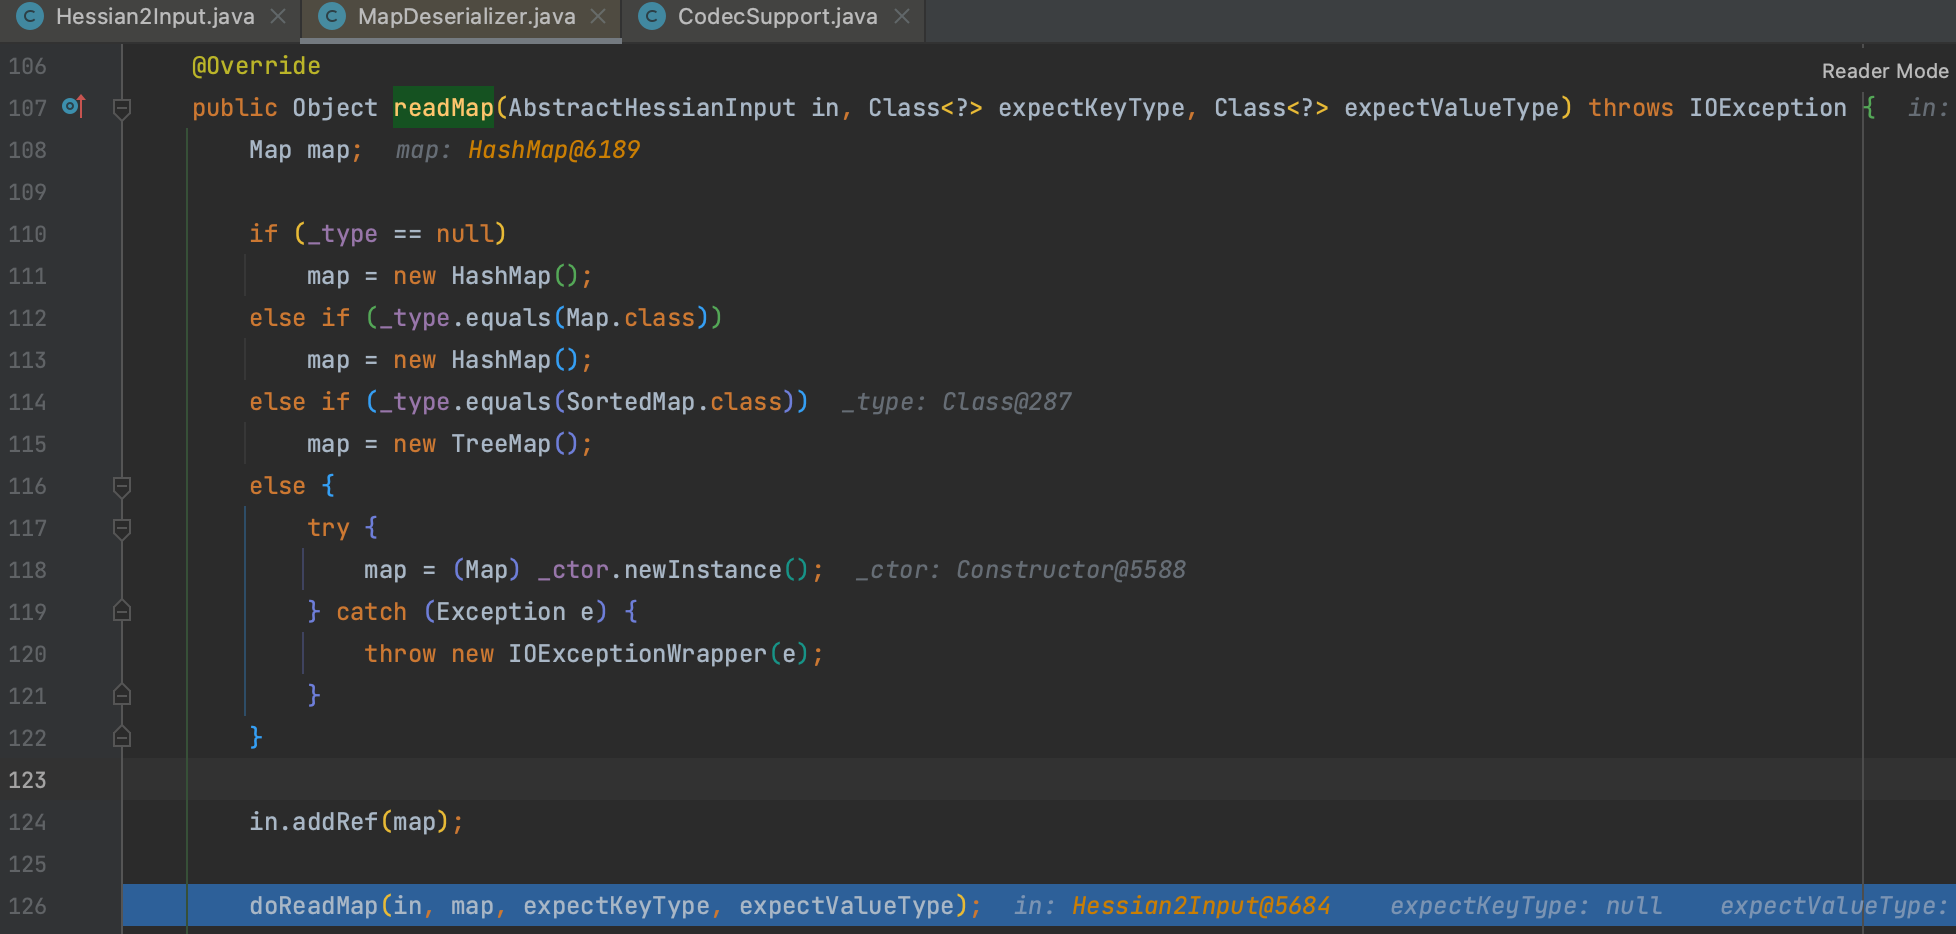 Hessian2Input.java MapDeserializer.java CodecSupport.java
Reader Mode
106 @Override
107 public Object readMap(AbstractHessianInput in, Class<?> expectKeyType, Class<?> expectValueType) throws IOException { in:
108 Map map; map: HashMap@6189
109
110 if (_type == null)
111 map = new HashMap();
112 else if (_type.equals(Map.class))
113 map = new HashMap();
114 else if (_type.equals(SortedMap.class)) _type: Class@287
115 map = new TreeMap();
116 else {
117 try {
118 map = (Map) _ctor.newInstance(); _ctor: Constructor@5588
119 } catch (Exception e) {
120 throw new IOExceptionWrapper(e);
121 }
122 }
123
124 in.addRef(map);
125
126 doReadMap(in, map, expectKeyType, expectValueType); in: Hessian2Input@5684 expectKeyType: null expectValueType: